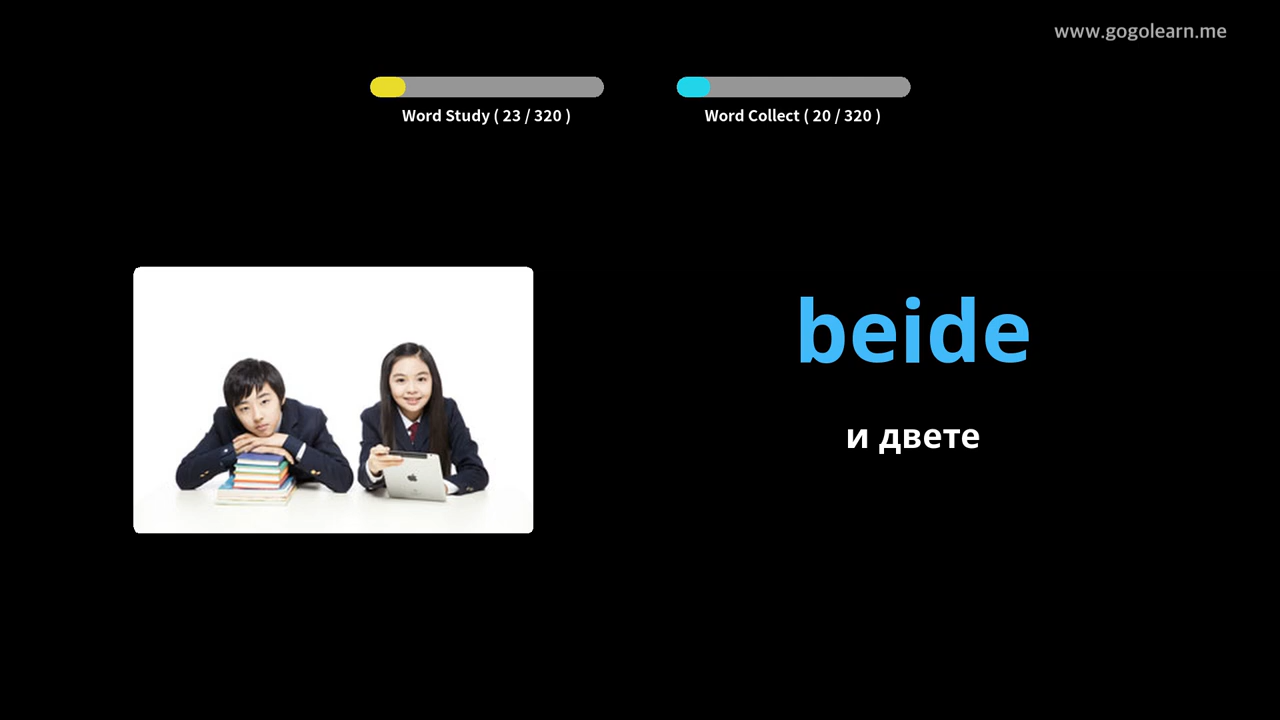 www.gogolearn.me
Word Study ( 23 / 320 )
Word Collect ( 20 / 320 )
beide
и двете